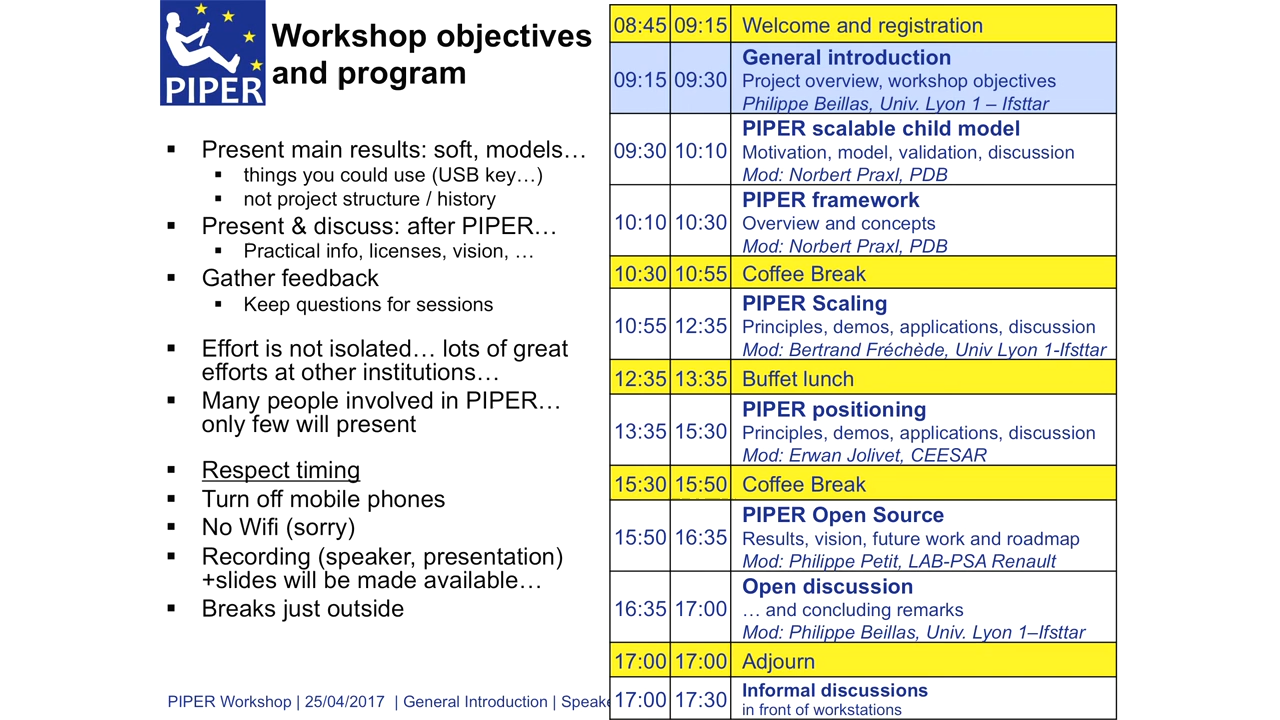 PIPER
Workshop objectives
and program
▪ Present main results: soft, models…
▪ things you could use (USB key…)
▪ not project structure / history
▪ Present & discuss: after PIPER…
▪ Practical info, licenses, vision, …
▪ Gather feedback
▪ Keep questions for sessions
▪ Effort is not isolated… lots of great
efforts at other institutions…
▪ Many people involved in PIPER…
only few will present
▪ Respect timing
▪ Turn off mobile phones
▪ No Wifi (sorry)
▪ Recording (speaker, presentation)
+slides will be made available…
▪ Breaks just outside
PIPER Workshop | 25/04/2017 | General Introduction | Speake
08:45 09:15 Welcome and registration
09:15 09:30 General introduction
Project overview, workshop objectives
Philippe Beillas, Univ. Lyon 1 – Ifsttar
09:30 10:10 PIPER scalable child model
Motivation, model, validation, discussion
Mod: Norbert Praxl, PDB
10:10 10:30 PIPER framework
Overview and concepts
Mod: Norbert Praxl, PDB
10:30 10:55 Coffee Break
10:55 12:35 PIPER Scaling
Principles, demos, applications, discussion
Mod: Bertrand Fréchède, Univ Lyon 1-Ifsttar
12:35 13:35 Buffet lunch
13:35 15:30 PIPER positioning
Principles, demos, applications, discussion
Mod: Erwan Jolivet, CEESAR
15:30 15:50 Coffee Break
15:50 16:35 PIPER Open Source
Results, vision, future work and roadmap
Mod: Philippe Petit, LAB-PSA Renault
16:35 17:00 Open discussion
… and concluding remarks
Mod: Philippe Beillas, Univ. Lyon 1–Ifsttar
17:00 17:00 Adjourn
17:00 17:30 Informal discussions
in front of workstations